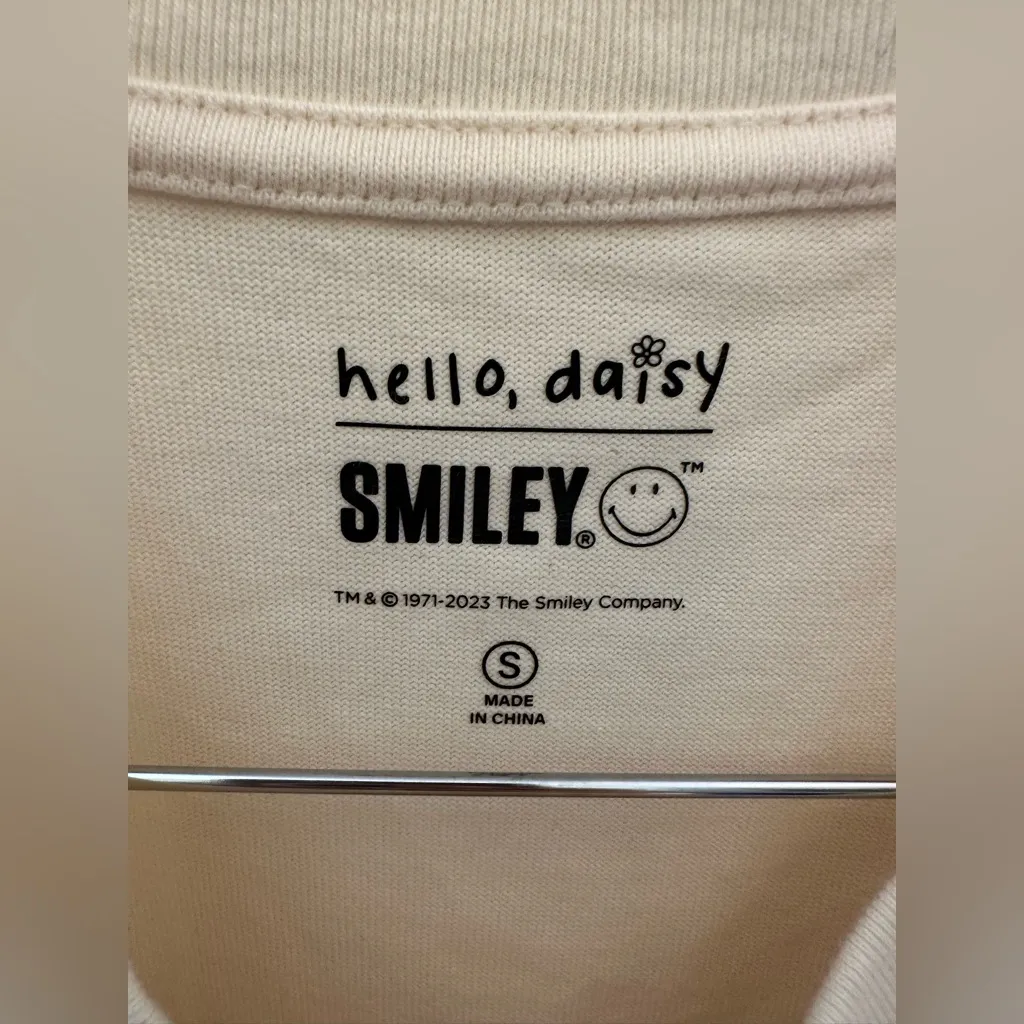 hello, daisy
SMILEY® ™
TM & © 1971-2023 The Smiley Company.
S
MADE
IN CHINA